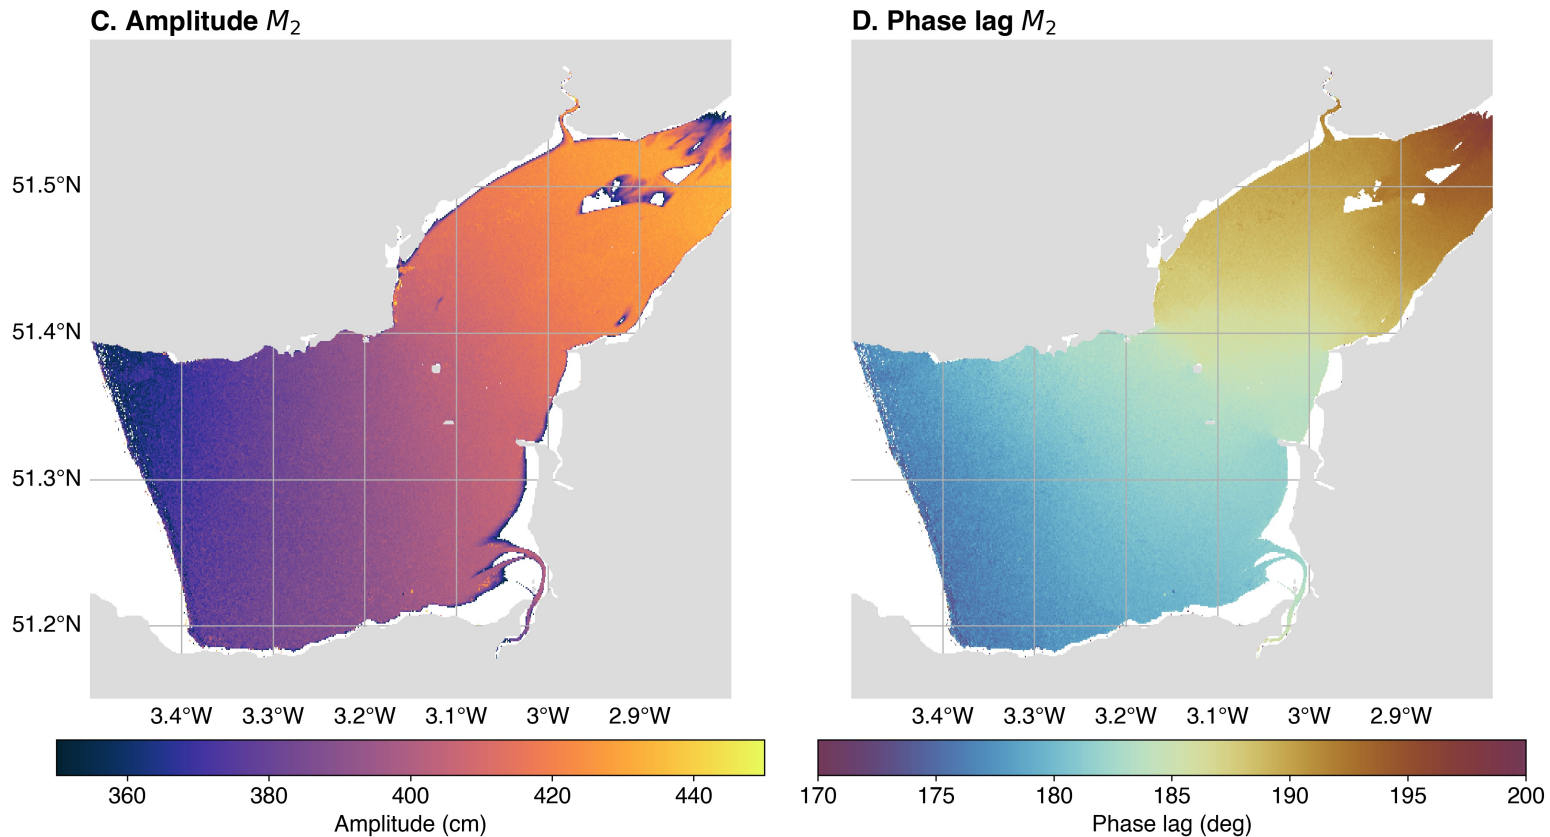 C. Amplitude M₂
D. Phase lag M₂
51.5°N
51.4°N
51.3°N
51.2°N
3.4°W 3.3°W 3.2°W 3.1°W 3°W 2.9°W
3.4°W 3.3°W 3.2°W 3.1°W 3°W 2.9°W
360 380 400 420 440
Amplitude (cm)
170 175 180 185 190 195 200
Phase lag (deg)